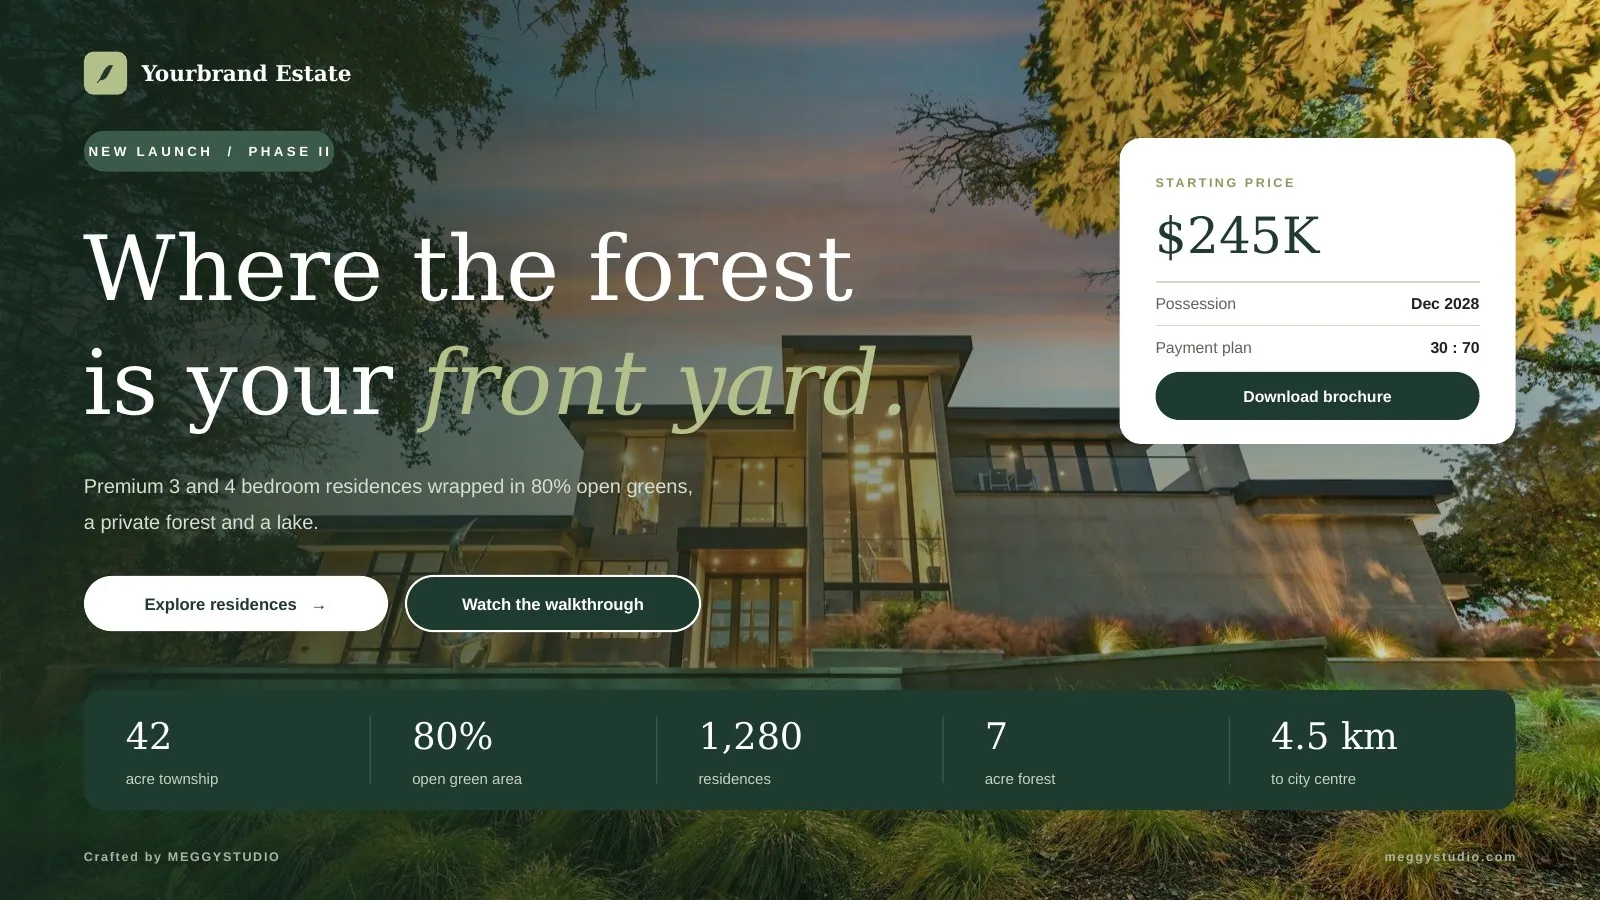 Yourbrand Estate
NEW LAUNCH / PHASE II
Where the forest
is your front yard.
Premium 3 and 4 bedroom residences wrapped in 80% open greens,
a private forest and a lake.
Explore residences →
Watch the walkthrough
STARTING PRICE
$245K
Possession Dec 2028
Payment plan 30 : 70
Download brochure
42
acre township
80%
open green area
1,280
residences
7
acre forest
4.5 km
to city centre
Crafted by MEGGYSTUDIO
meggystudio.com